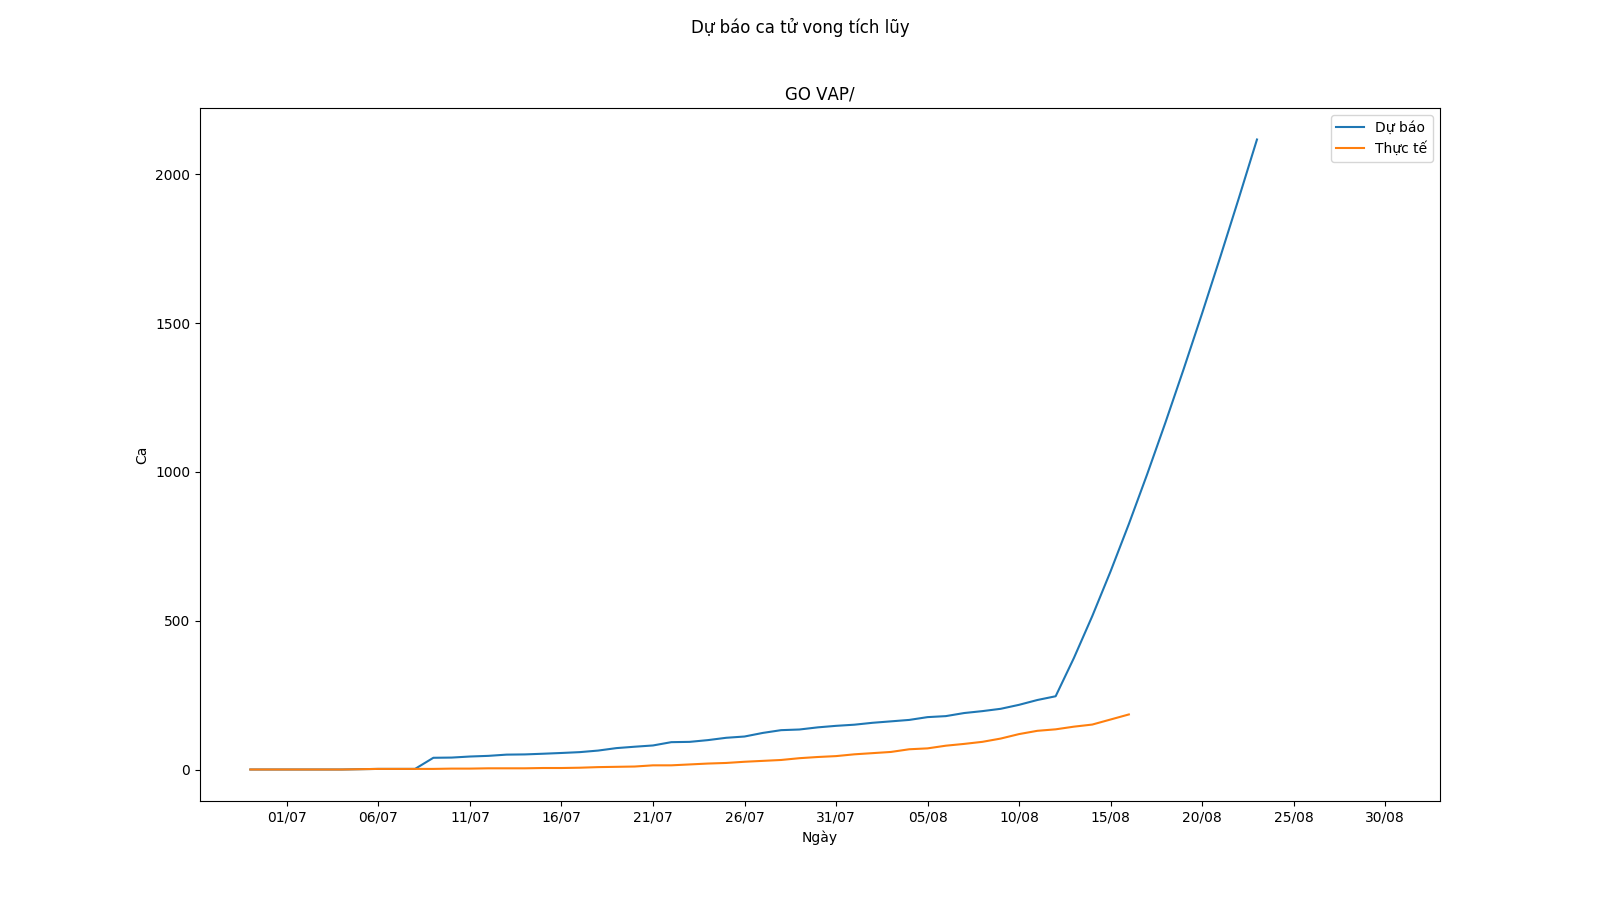 Dự báo ca tử vong tích lũy
GO VAP/
Dự báo
Thực tế
2000
1500
1000
500
0
Ca
01/07 06/07 11/07 16/07 21/07 26/07 31/07 05/08 10/08 15/08 20/08 25/08 30/08
Ngày